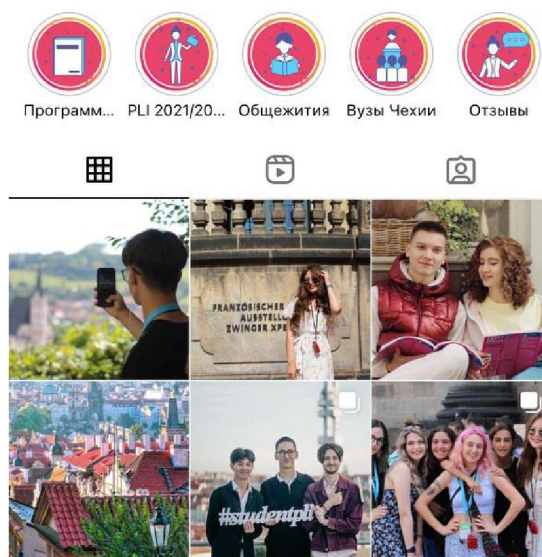 Программ...
PLI 2021/20...
Общежития
Вузы Чехии
Отзывы
FRANZÖSISCHER
AUSSTELL
ZWINGER XPE
#studentpli